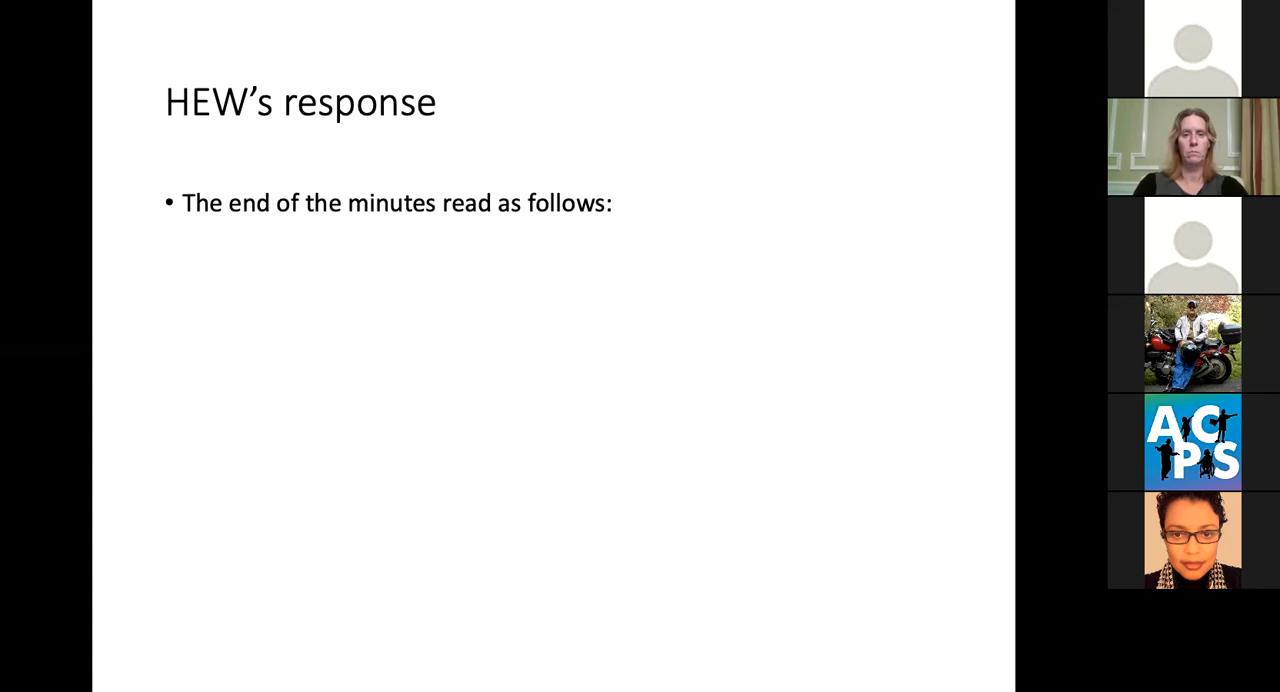 HEW’s response
• The end of the minutes read as follows:
ACPS